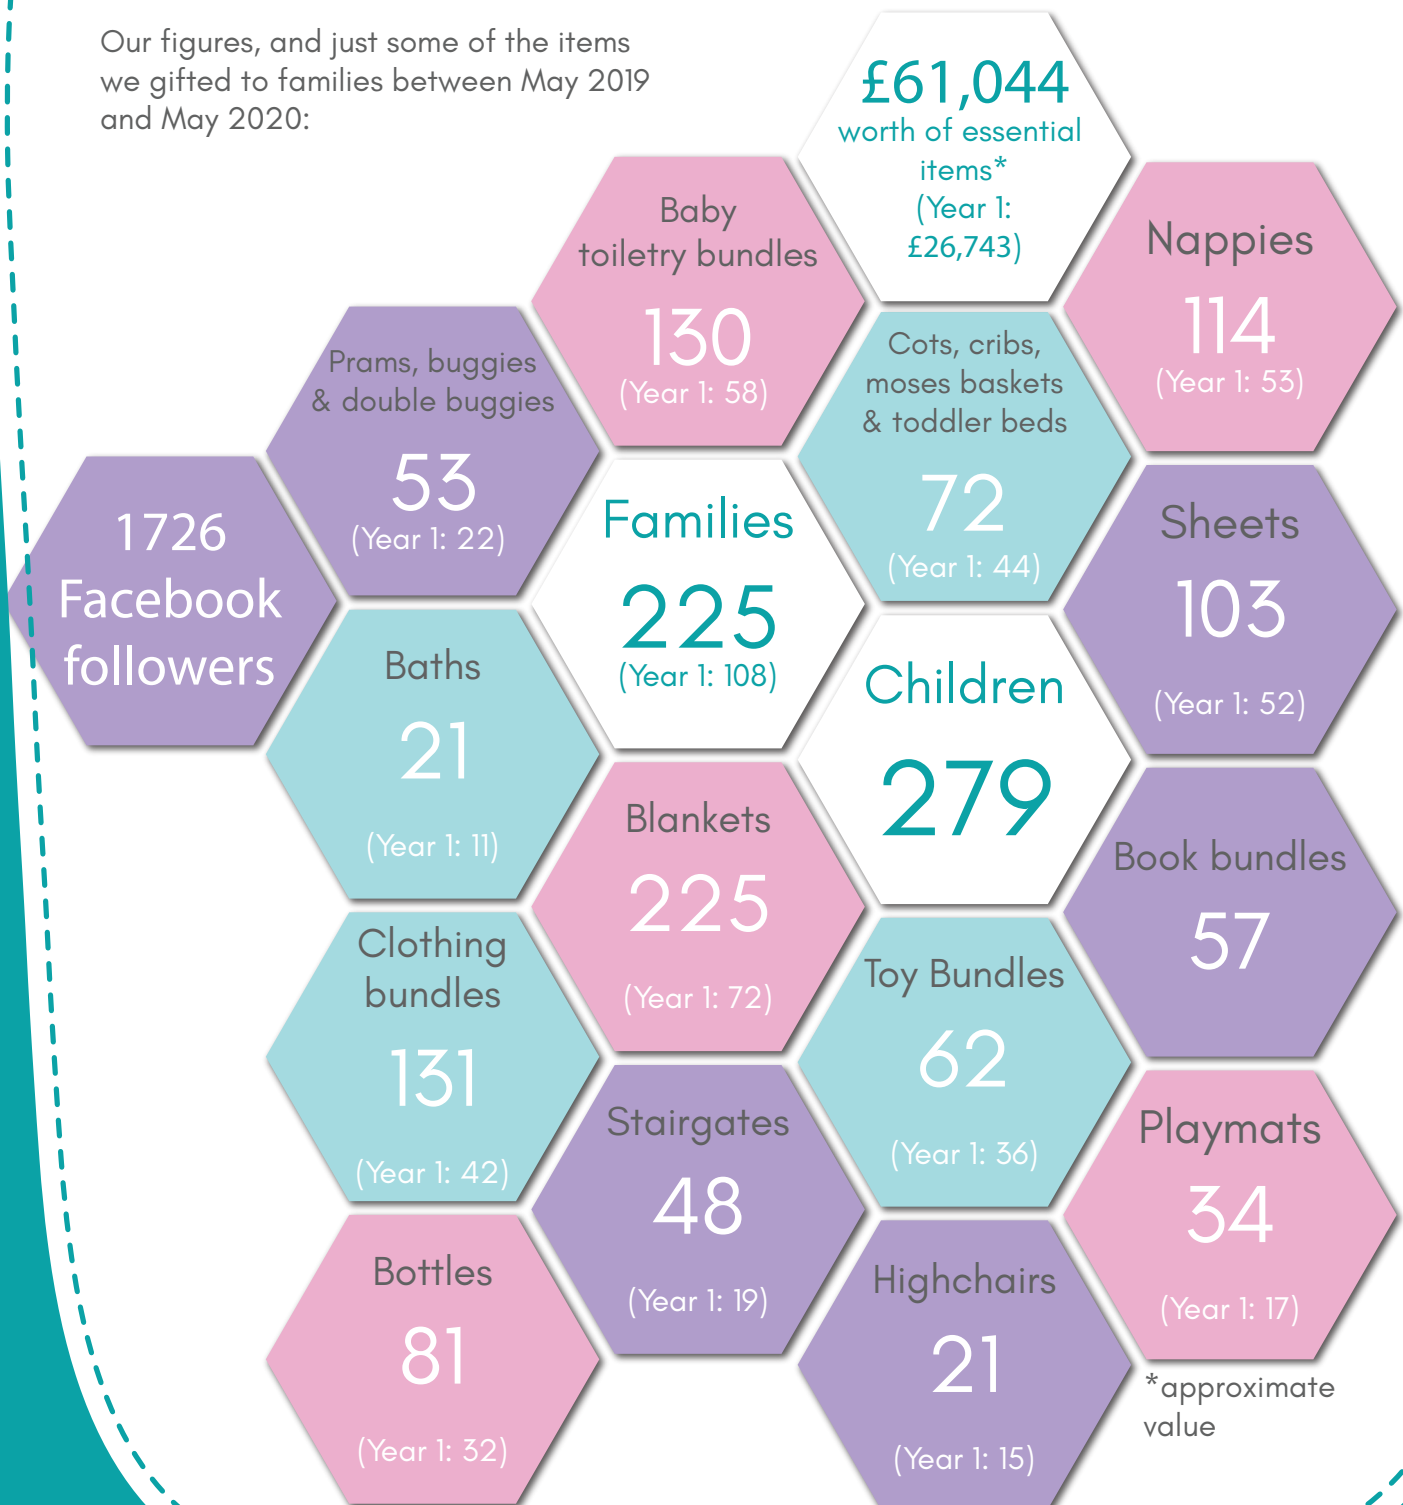 Our figures, and just some of the items
we gifted to families between May 2019
and May 2020:
£61,044
worth of essential
items*
(Year 1:
£26,743)
Baby
toiletry bundles
130
(Year 1: 58)
Nappies
114
(Year 1: 53)
Prams, buggies
& double buggies
53
(Year 1: 22)
Cots, cribs,
moses baskets
& toddler beds
72
(Year 1: 44)
1726
Facebook
followers
Families
225
(Year 1: 108)
Sheets
103
(Year 1: 52)
Baths
21
(Year 1: 11)
Children
279
Blankets
225
(Year 1: 72)
Book bundles
57
Clothing
bundles
131
(Year 1: 42)
Toy Bundles
62
(Year 1: 36)
Stairgates
48
(Year 1: 19)
Playmats
34
(Year 1: 17)
Bottles
81
(Year 1: 32)
Highchairs
21
(Year 1: 15)
*approximate
value